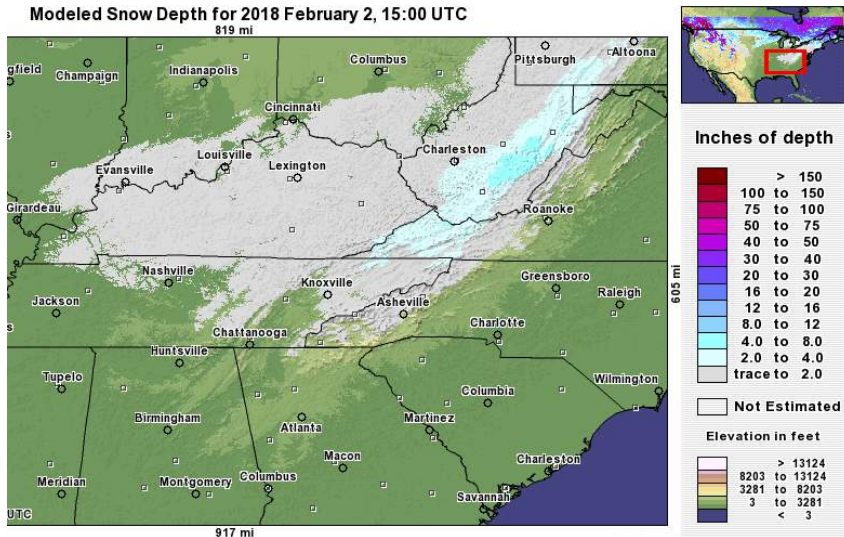 Modeled Snow Depth for 2018 February 2, 15:00 UTC
819 mi
Pittsburgh
Altoona
gfield
Champaign
Indianapolis
Columbus
Cincinnati
s
Evansville
Louisville
Lexington
Charleston
Girardeau
Roanoke
Nashville
Knoxville
Greensboro
Jackson
Asheville
Raleigh
605 mi
s
Chattanooga
Charlotte
Huntsville
Tupelo
Wilmington
Columbia
Birmingham
Atlanta
Martinez
Macon
Charleston
Meridian
Montgomery
Columbus
Savannah
UTC
917 mi
Inches of depth
> 150
100 to 150
75 to 100
50 to 75
40 to 50
30 to 40
20 to 30
16 to 20
12 to 16
8.0 to 12
4.0 to 8.0
2.0 to 4.0
trace to 2.0
Not Estimated
Elevation in feet
> 13124
8203 to 13124
3281 to 8203
3 to 3281
< 3